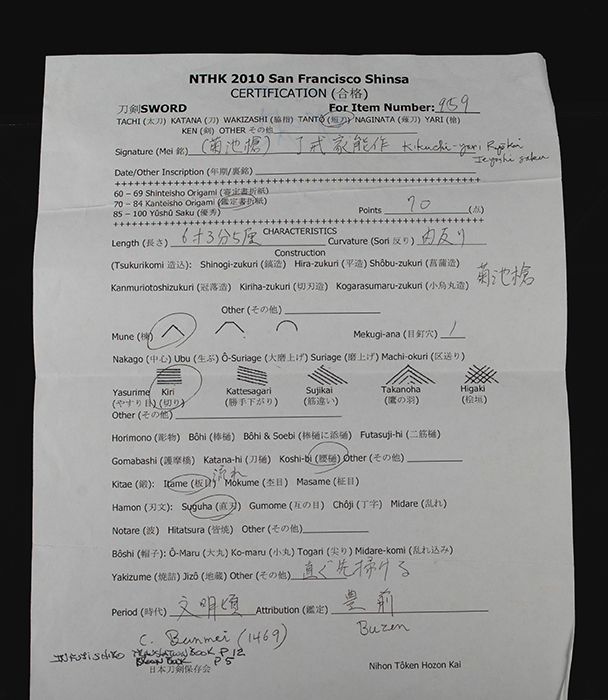 NTHK 2010 San Francisco Shinsa
CERTIFICATION (合格)
刀剣SWORD For Item Number: 959
TACHI (太刀) KATANA (刀) WAKIZASHI (脇指) TANTŌ (短刀) NAGINATA (薙刀) YARI (槍)
KEN (剣) OTHER その他
Signature (Mei 銘) (菊池槍) 了戒家能作 Kikuchi-yari Ryōkai
Ieyoshi saku
Date/Other Inscription (年期/裏銘)
++++++++++++++++++++++++++++++++++++++++++++++++
60 – 69 Shinteisho Origami (審定書折紙)
70 – 84 Kanteisho Origami (鑑定書折紙)
85 – 100 Yūshū Saku (優秀) Points 70 (点)
++++++++++++++++++++++++++++++++++++++++++++++++
CHARACTERISTICS
Length (長さ) 6寸3分5厘 Curvature (Sori 反り) 内反り
Construction
(Tsukurikomi 造込): Shinogi-zukuri (鎬造) Hira-zukuri (平造) Shōbu-zukuri (菖蒲造)
Kanmuriotoshizukuri (冠落造) Kiriha-zukuri (切刃造) Kogarasumaru-zukuri (小烏丸造) 菊池槍
Other (その他)
Mune (棟) Mekugi-ana (目釘穴) 1
Nakago (中心) Ubu (生ぶ) Ō-Suriage (大磨上げ) Suriage (磨上げ) Machi-okuri (区送り)
Yasurime Kiri Kattesagari Sujikai Takanoha Higaki
(やすり目) (切り) (勝手下がり) (筋違い) (鷹の羽) (桧垣)
Other (その他)
Horimono (彫物) Bōhi (棒樋) Bōhi & Soebi (棒樋に添樋) Futasuji-hi (二筋樋)
Gomabashi (護摩橋) Katana-hi (刀樋) Koshi-bi (腰樋) Other (その他)
流れ
Kitae (鍛): Itame (板目) Mokume (杢目) Masame (柾目)
Hamon (刃文): Suguha (直刃) Gumome (互の目) Chōji (丁字) Midare (乱れ)
Notare (波) Hitatsura (皆焼) Other (その他)
Bōshi (帽子): Ō-Maru (大丸) Ko-maru (小丸) Togari (尖り) Midare-komi (乱れ込み)
Yakizume (焼詰) Jizō (地蔵) Other (その他) 直ぐ先掃ける
Period (時代) 文明頃 Attribution (鑑定) 豊前
C. Bunmei (1469) Buzen
TRANSLATION BOOK P 12
BOOK P 5
日本刀剣保存会 Nihon Tōken Hozon Kai